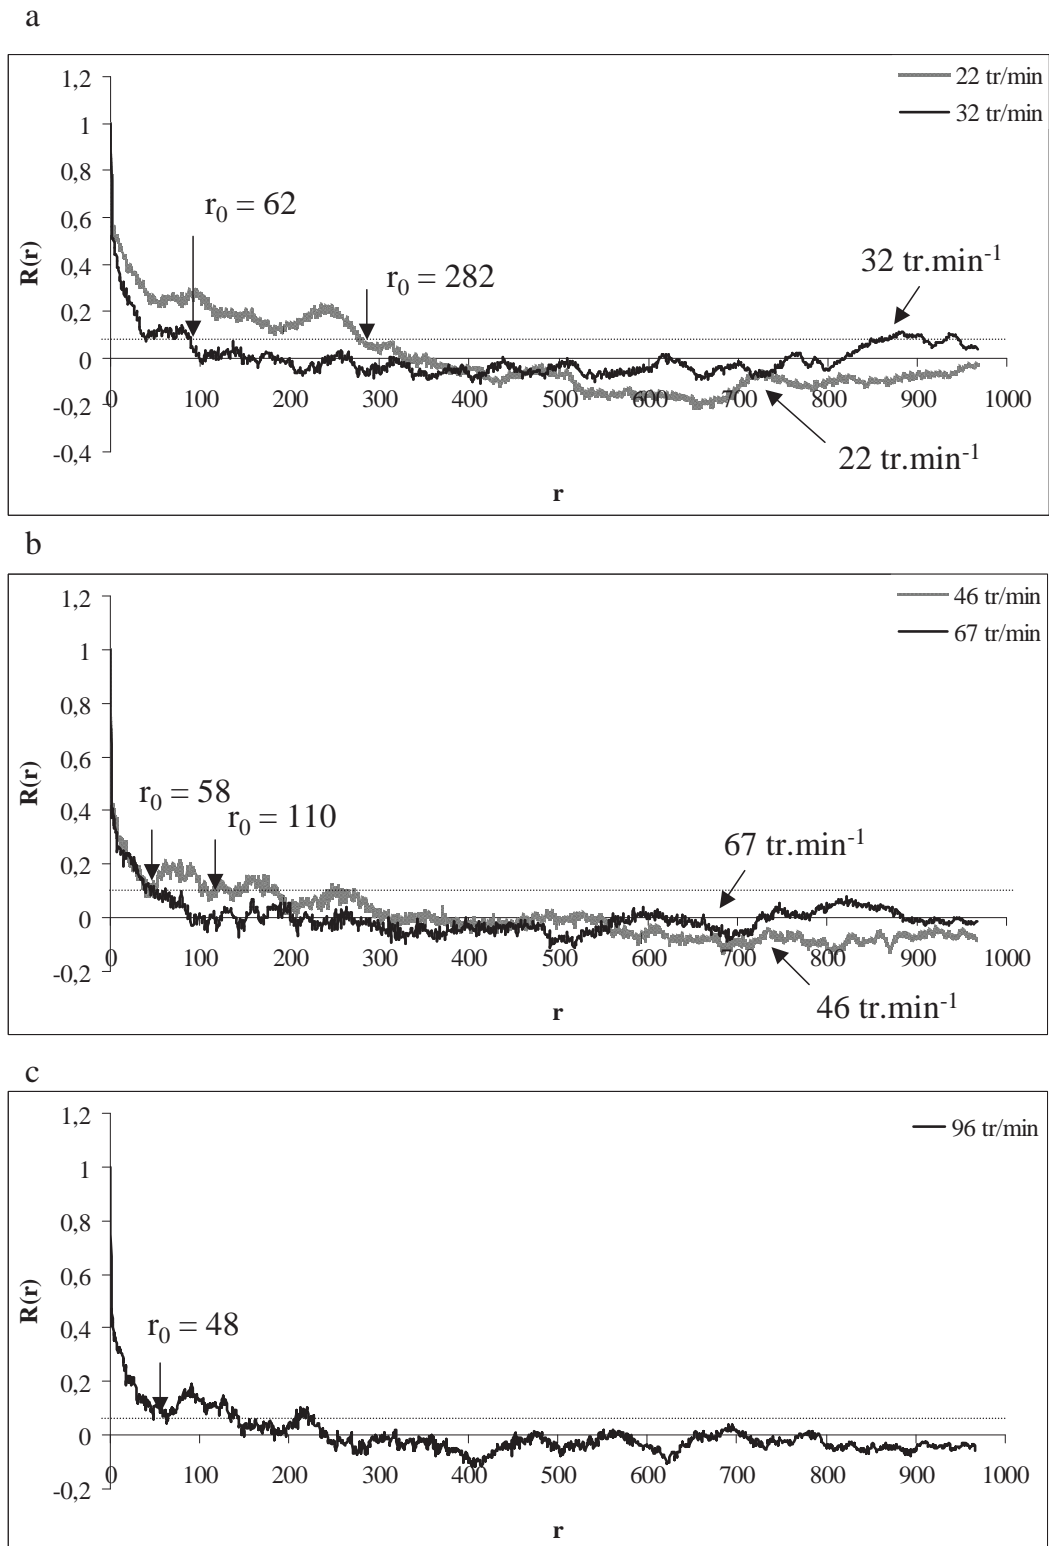 a
1,2
1
0,8
0,6
0,4
0,2
0
-0,2
-0,4
R(r)
22 tr/min
32 tr/min
r0 = 62
r0 = 282
32 tr.min-1
22 tr.min-1
0 100 200 300 400 500 600 700 800 900 1000
r
b
1,2
1
0,8
0,6
0,4
0,2
0
-0,2
R(r)
46 tr/min
67 tr/min
r0 = 58
r0 = 110
67 tr.min-1
46 tr.min-1
0 100 200 300 400 500 600 700 800 900 1000
r
c
1,2
1
0,8
0,6
0,4
0,2
0
-0,2
R(r)
96 tr/min
r0 = 48
0 100 200 300 400 500 600 700 800 900 1000
r